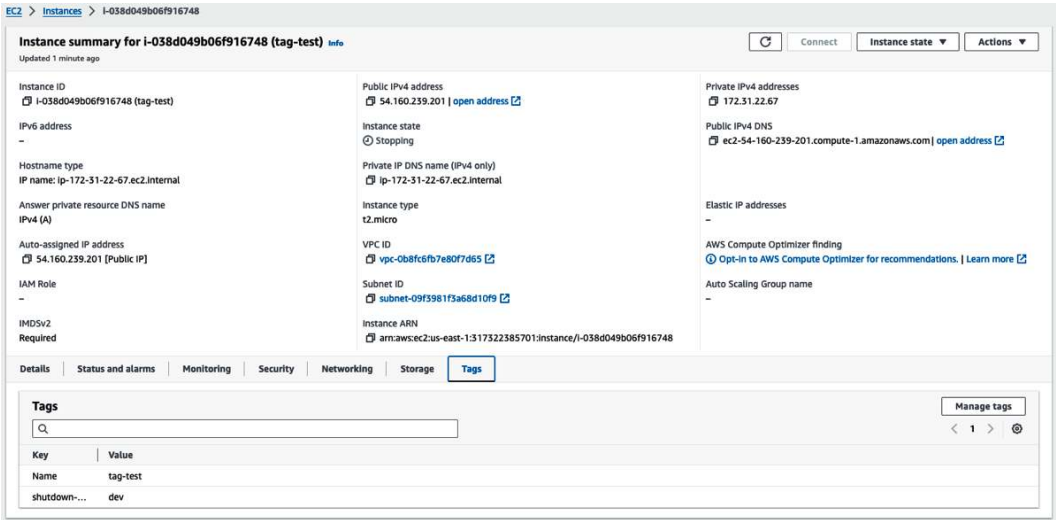 EC2 > Instances > i-038d049b06f916748
Instance summary for i-038d049b06f916748 (tag-test) Info
Updated 1 minute ago
Connect
Instance state
Actions
Instance ID
i-038d049b06f916748 (tag-test)
Public IPv4 address
54.160.239.201 | open address
Private IPv4 addresses
172.31.22.67
IPv6 address
–
Instance state
Stopping
Public IPv4 DNS
ec2-54-160-239-201.compute-1.amazonaws.com | open address
Hostname type
IP name: ip-172-31-22-67.ec2.internal
Private IP DNS name (IPv4 only)
ip-172-31-22-67.ec2.internal
Answer private resource DNS name
IPv4 (A)
Instance type
t2.micro
Elastic IP addresses
–
Auto-assigned IP address
54.160.239.201 [Public IP]
VPC ID
vpc-0b8fc6fb7e80f7d65
AWS Compute Optimizer finding
Opt-in to AWS Compute Optimizer for recommendations. | Learn more
IAM Role
–
Subnet ID
subnet-09f3981f3a68d10f9
Auto Scaling Group name
–
IMDSv2
Required
Instance ARN
arn:aws:ec2:us-east-1:317322385701:instance/i-038d049b06f916748
Details
Status and alarms
Monitoring
Security
Networking
Storage
Tags
Tags
Manage tags
< 1 >
Key
Value
Name
tag-test
shutdown-...
dev